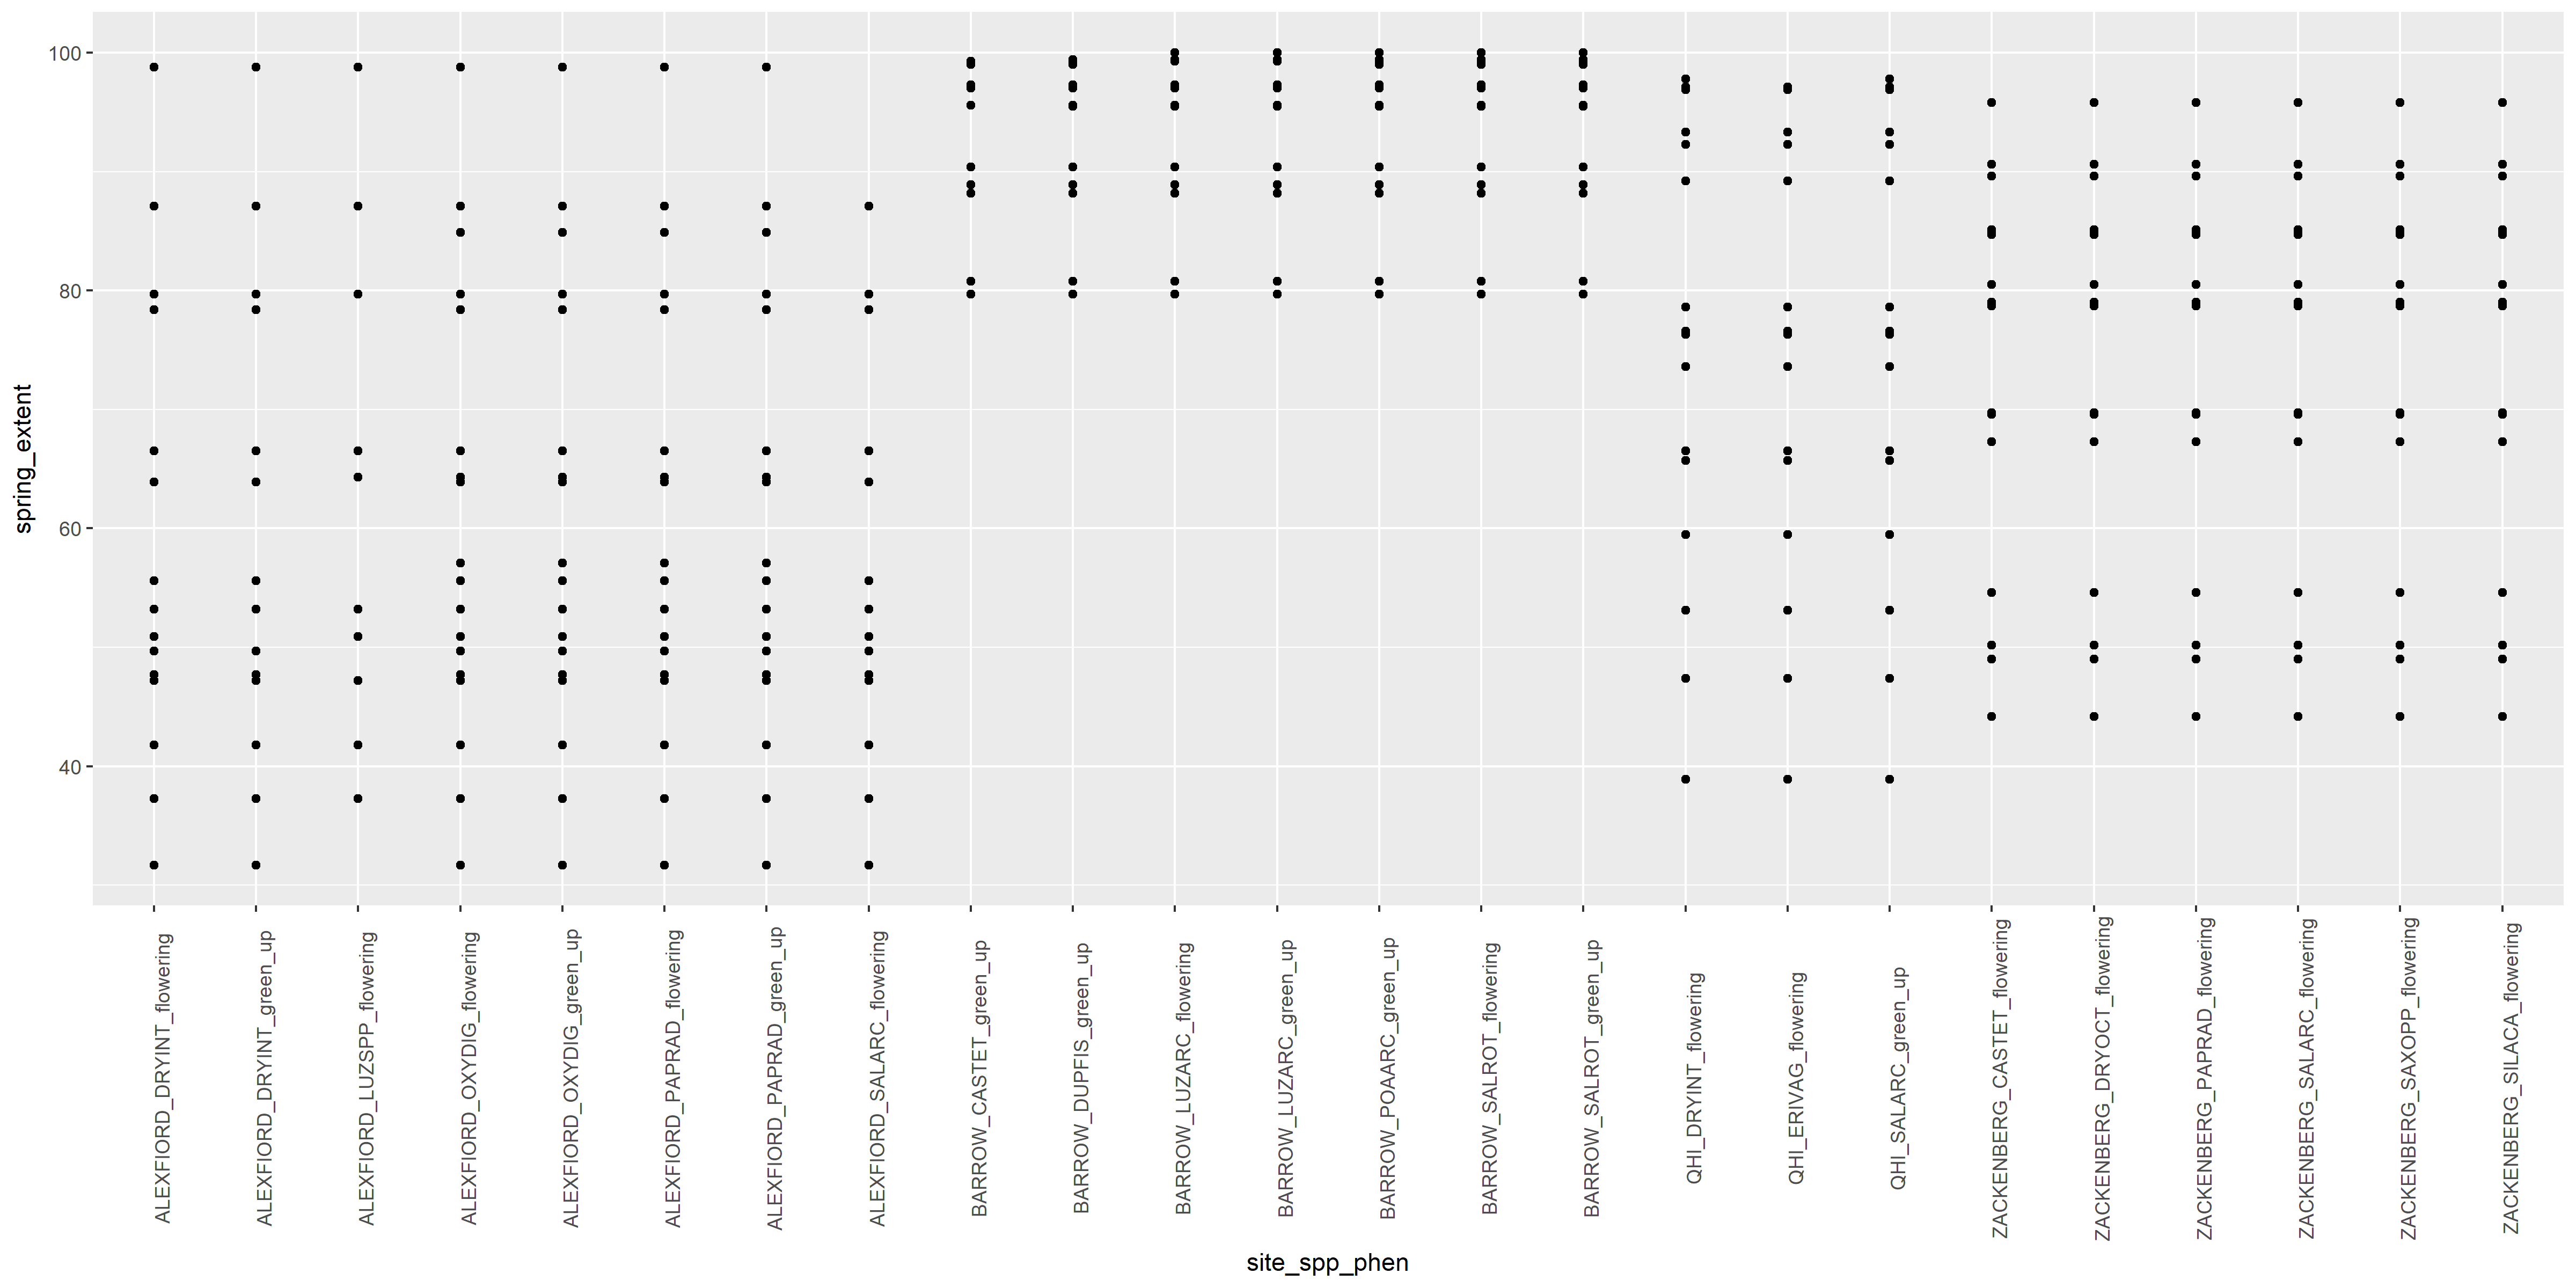 100
80
60
40
spring_extent
ALEXFIORD_DRYINT_flowering
ALEXFIORD_DRYINT_green_up
ALEXFIORD_LUZSPP_flowering
ALEXFIORD_OXYDIG_flowering
ALEXFIORD_OXYDIG_green_up
ALEXFIORD_PAPRAD_flowering
ALEXFIORD_PAPRAD_green_up
ALEXFIORD_SALARC_flowering
BARROW_CASTET_green_up
BARROW_DUPFIS_green_up
BARROW_LUZARC_flowering
BARROW_LUZARC_green_up
BARROW_POAARC_green_up
BARROW_SALROT_flowering
BARROW_SALROT_green_up
QHI_DRYINT_flowering
QHI_ERIVAG_flowering
QHI_SALARC_green_up
ZACKENBERG_CASTET_flowering
ZACKENBERG_DRYOCT_flowering
ZACKENBERG_PAPRAD_flowering
ZACKENBERG_SALARC_flowering
ZACKENBERG_SAXOPP_flowering
ZACKENBERG_SILACA_flowering
site_spp_phen